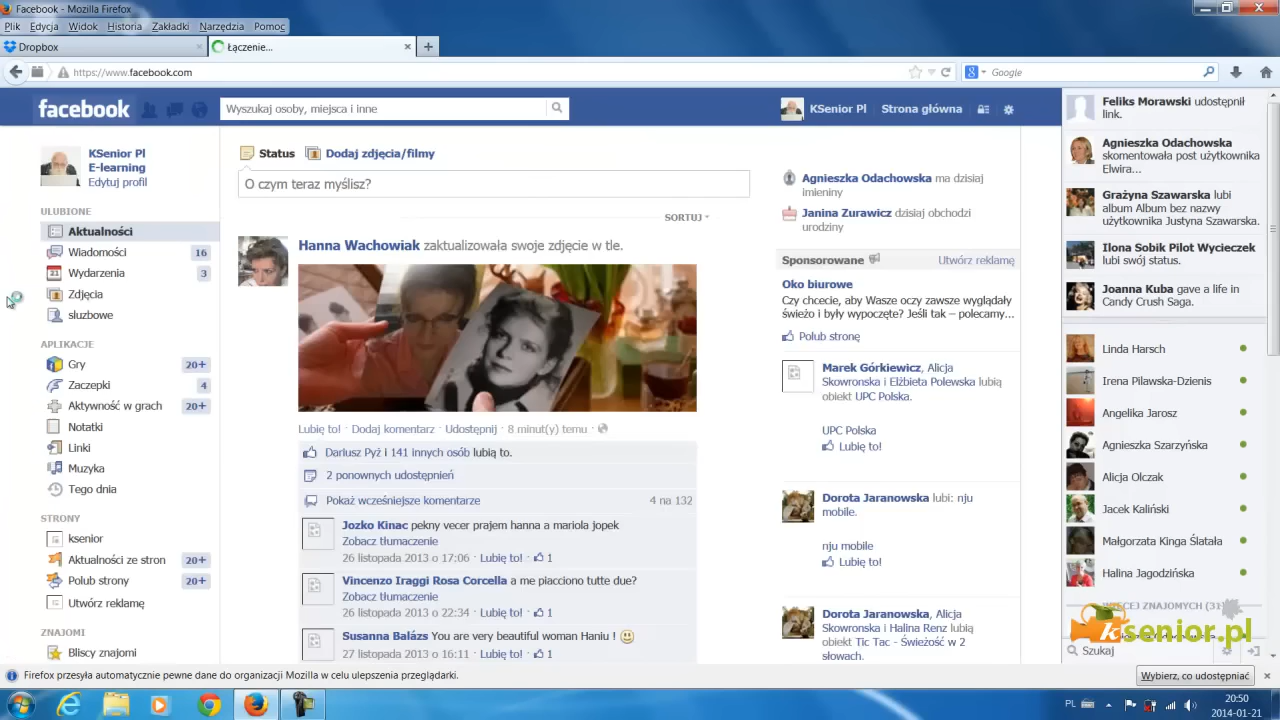 Facebook - Mozilla Firefox
Plik Edycja Widok Historia Zakładki Narzędzia Pomoc
Dropbox
Łączenie...
https://www.facebook.com
Google
facebook
Wyszukaj osoby, miejsca i inne
KSenior Pl
Strona główna
KSenior Pl
E-learning
Edytuj profil
ULUBIONE
Aktualności
Wiadomości 16
Wydarzenia 3
Zdjęcia
sluzbowe
APLIKACJE
Gry 20+
Zaczepki 4
Aktywność w grach 20+
Notatki
Linki
Muzyka
Tego dnia
STRONY
ksenior
Aktualności ze stron 20+
Polub strony 20+
Utwórz reklamę
ZNAJOMI
Bliscy znajomi
Status Dodaj zdjęcia/filmy
O czym teraz myślisz?
SORTUJ
Hanna Wachowiak zaktualizowała swoje zdjęcie w tle.
Lubię to! · Dodaj komentarz · Udostępnij · 8 minut(y) temu ·
Dariusz Pyż i 141 innych osób lubią to.
2 ponownych udostępnień
Pokaż wcześniejsze komentarze 4 na 132
Jozko Kinac pekny vecer prajem hanna a mariola jopek
Zobacz tłumaczenie
26 listopada 2013 o 17:06 · Lubię to! · 1
Vincenzo Iraggi Rosa Corcella a me piacciono tutte due?
Zobacz tłumaczenie
26 listopada 2013 o 22:34 · Lubię to! · 1
Susanna Balázs You are very beautiful woman Haniu !
27 listopada 2013 o 16:11 · Lubię to! · 1
Agnieszka Odachowska ma dzisiaj
imieniny
Janina Zurawicz dzisiaj obchodzi
urodziny
Sponsorowane Utwórz reklamę
Oko biurowe
Czy chcecie, aby Wasze oczy zawsze wyglądały
świeżo i były wypoczęte? Jeśli tak – polecamy...
Polub stronę
Marek Górkiewicz, Alicja
Skowronska i Elżbieta Polewska lubią
obiekt UPC Polska.
UPC Polska
Lubię to!
Dorota Jaranowska lubi: nju
mobile.
nju mobile
Lubię to!
Dorota Jaranowska, Alicja
Skowronska i Halina Renz lubią
obiekt Tic Tac - Świeżość w 2
słowach.
Feliks Morawski udostępnił
link.
Agnieszka Odachowska
skomentowała post użytkownika
Elwira...
Grażyna Szawarska lubi
album Album bez nazwy
użytkownika Justyna Szawarska.
Ilona Sobik Pilot Wycieczek
lubi swój status.
Joanna Kuba gave a life in
Candy Crush Saga.
Linda Harsch
Irena Pilawska-Dzienis
Angelika Jarosz
Agnieszka Szarzyńska
Alicja Olczak
Jacek Kaliński
Małgorzata Kinga Ślatała
Halina Jagodzińska
WIĘCEJ ZNAJOMYCH (31)
ksenior.pl
Szukaj
Firefox przesyła automatycznie pewne dane do organizacji Mozilla w celu ulepszenia przeglądarki.
Wybierz, co udostępniać
PL
20:50
2014-01-21